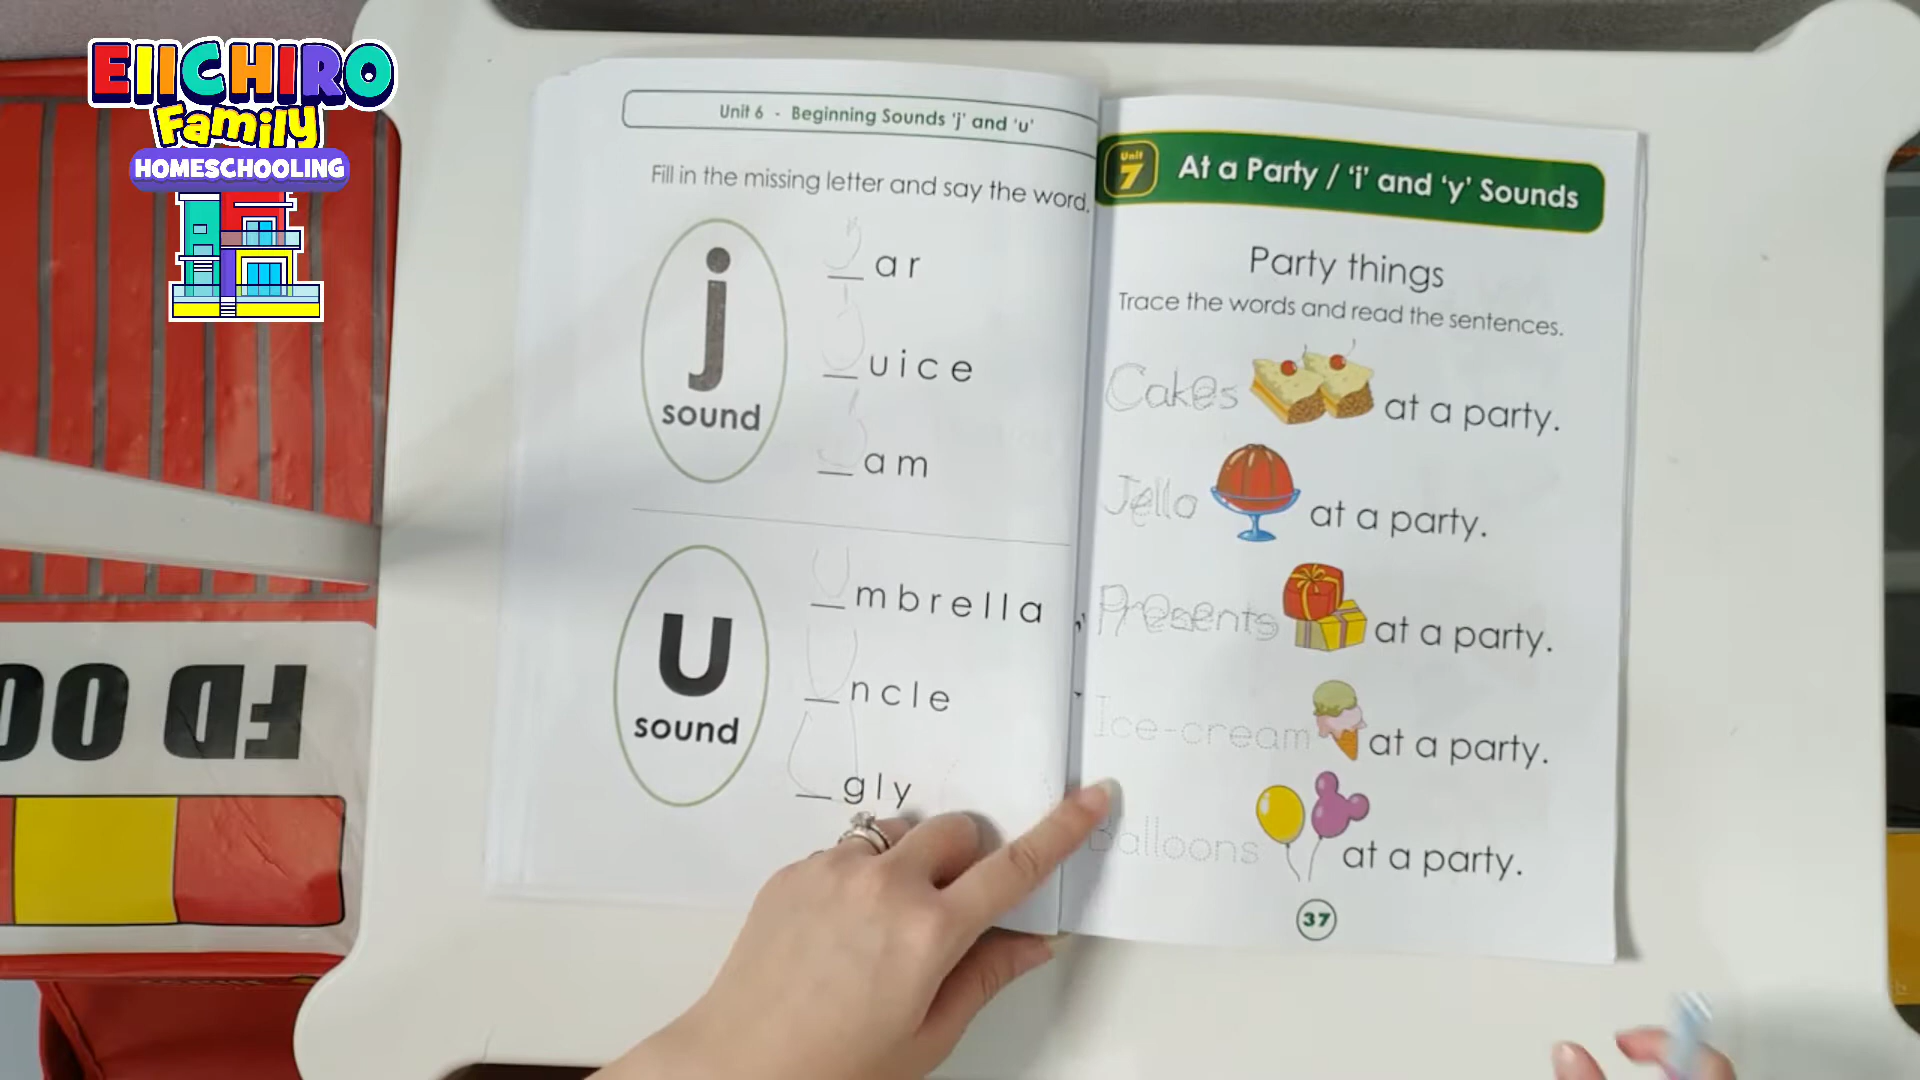 EIICHIRO
Family
HOMESCHOOLING
FD OO
Unit 6 - Beginning Sounds 'j' and 'u'
Fill in the missing letter and say the word.
j
sound
j ar
j uice
j am
u
sound
U mbrella
U ncle
U gly
Unit
7
At a Party / 'i' and 'y' Sounds
Party things
Trace the words and read the sentences.
Cakes at a party.
Jello at a party.
Presents at a party.
Ice-cream at a party.
Balloons at a party.
37